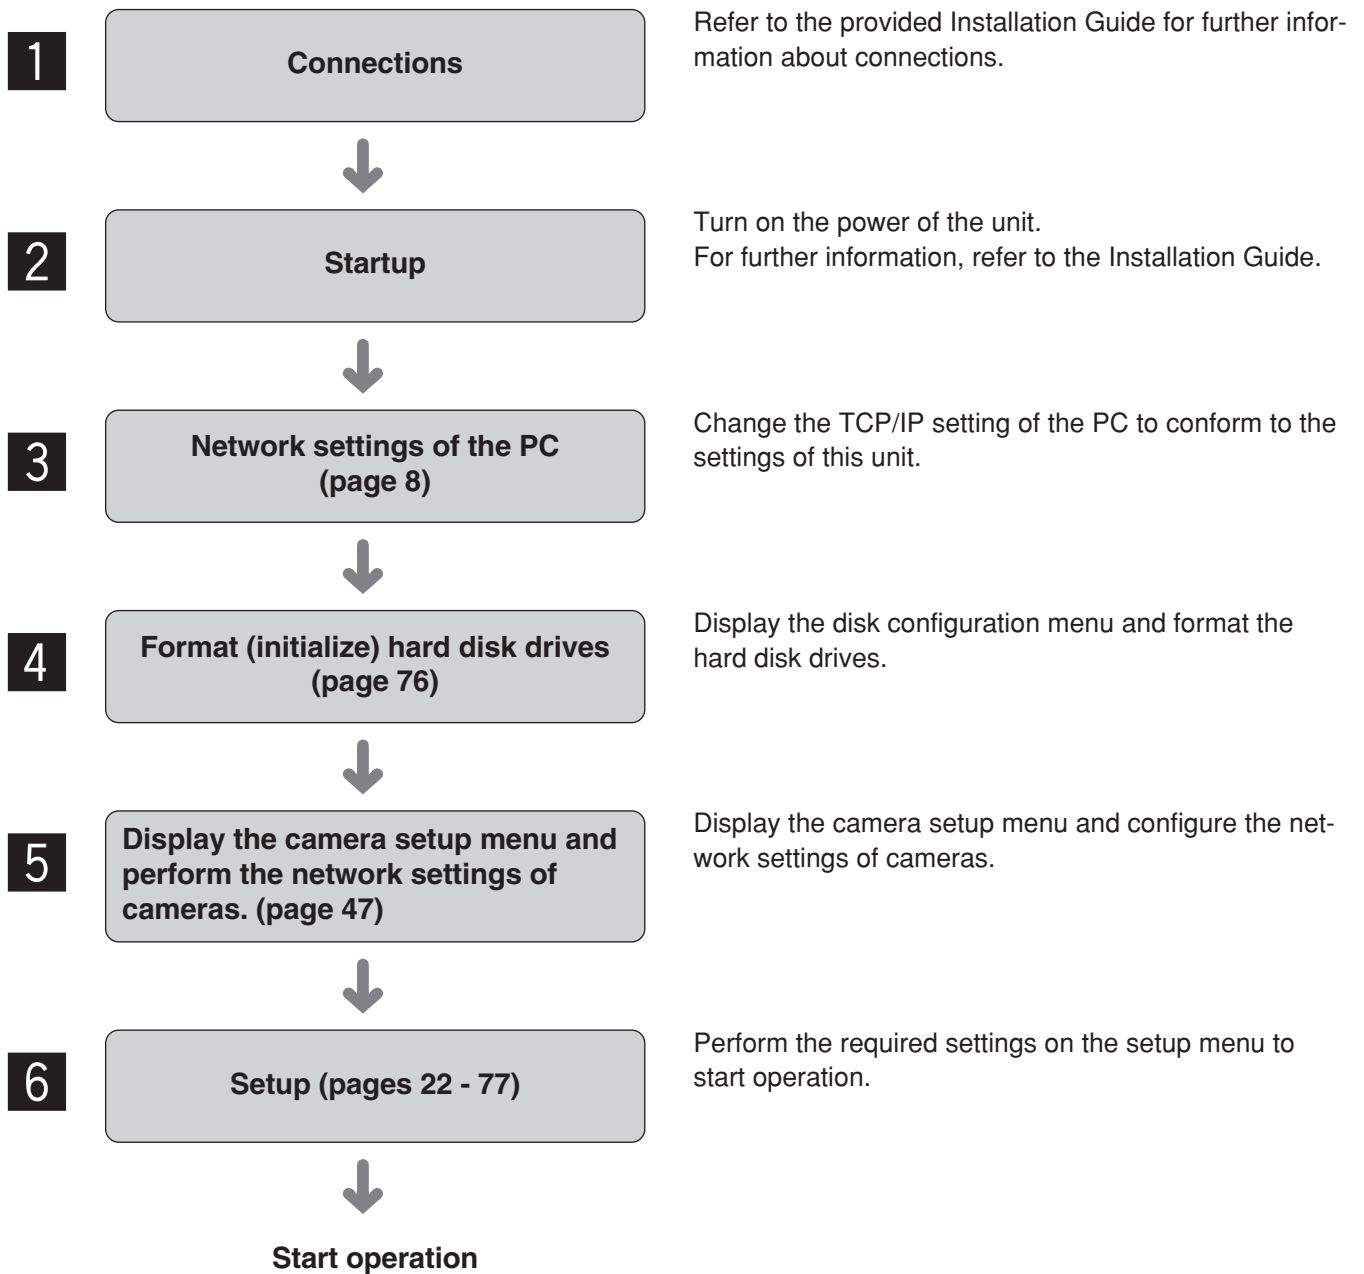 1
Connections
Refer to the provided Installation Guide for further infor-
mation about connections.
2
Startup
Turn on the power of the unit.
For further information, refer to the Installation Guide.
3
Network settings of the PC
(page 8)
Change the TCP/IP setting of the PC to conform to the
settings of this unit.
4
Format (initialize) hard disk drives
(page 76)
Display the disk configuration menu and format the
hard disk drives.
5
Display the camera setup menu and
perform the network settings of
cameras. (page 47)
Display the camera setup menu and configure the net-
work settings of cameras.
6
Setup (pages 22 - 77)
Perform the required settings on the setup menu to
start operation.
Start operation